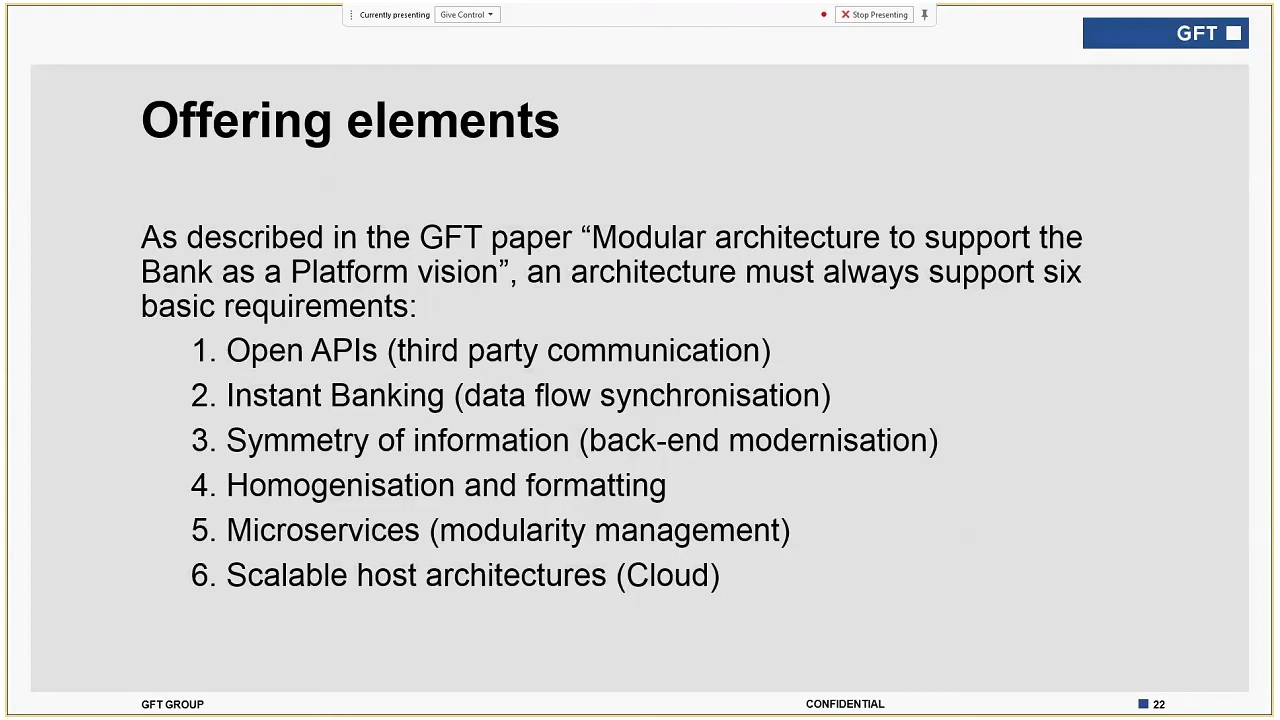 Currently presenting Give Control Stop Presenting
GFT
Offering elements
As described in the GFT paper “Modular architecture to support the
Bank as a Platform vision”, an architecture must always support six
basic requirements:
1. Open APIs (third party communication)
2. Instant Banking (data flow synchronisation)
3. Symmetry of information (back-end modernisation)
4. Homogenisation and formatting
5. Microservices (modularity management)
6. Scalable host architectures (Cloud)
GFT GROUP CONFIDENTIAL 22